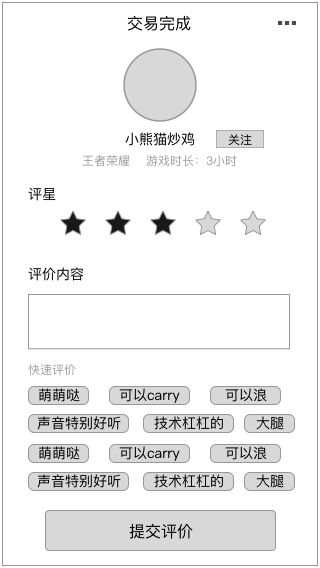 交易完成
小熊猫炒鸡 关注
王者荣耀 游戏时长：3小时
评星
评价内容
快速评价
萌萌哒 可以carry 可以浪
声音特别好听 技术杠杠的 大腿
萌萌哒 可以carry 可以浪
声音特别好听 技术杠杠的 大腿
提交评价